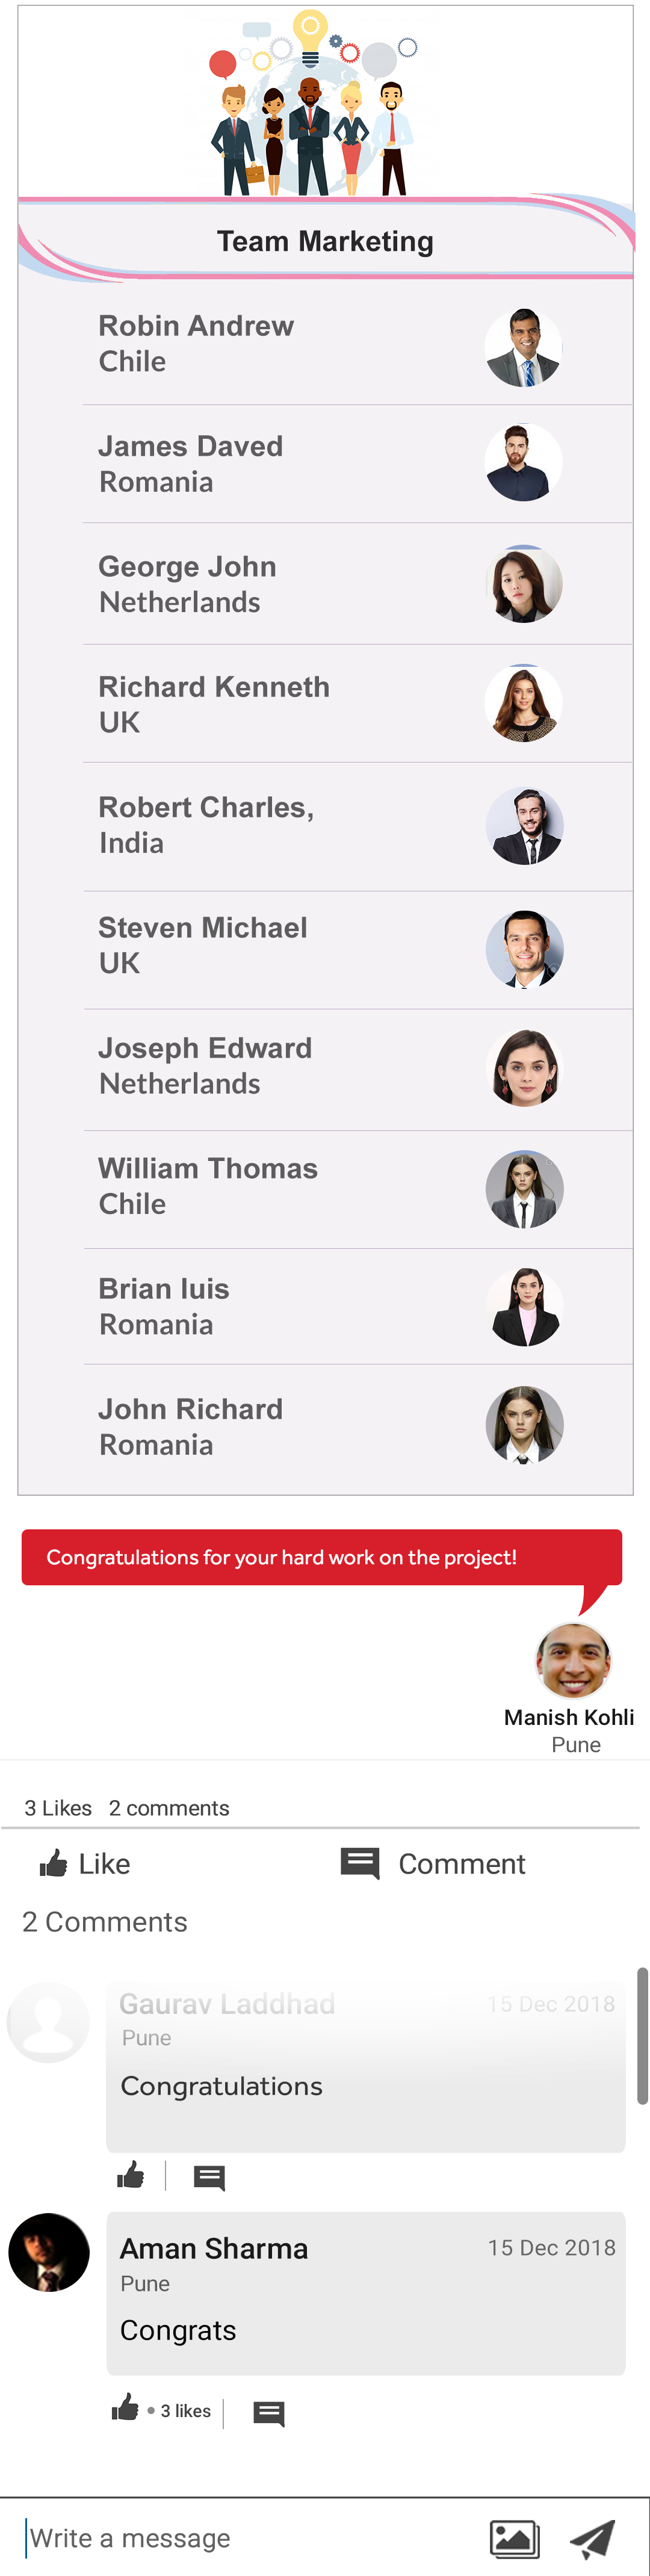 Team Marketing
Robin Andrew
Chile
James Daved
Romania
George John
Netherlands
Richard Kenneth
UK
Robert Charles,
India
Steven Michael
UK
Joseph Edward
Netherlands
William Thomas
Chile
Brian luis
Romania
John Richard
Romania
Congratulations for your hard work on the project!
Manish Kohli
Pune
3 Likes 2 comments
Like Comment
2 Comments
Gaurav Laddhad 15 Dec 2018
Pune
Congratulations
Aman Sharma 15 Dec 2018
Pune
Congrats
• 3 likes
Write a message